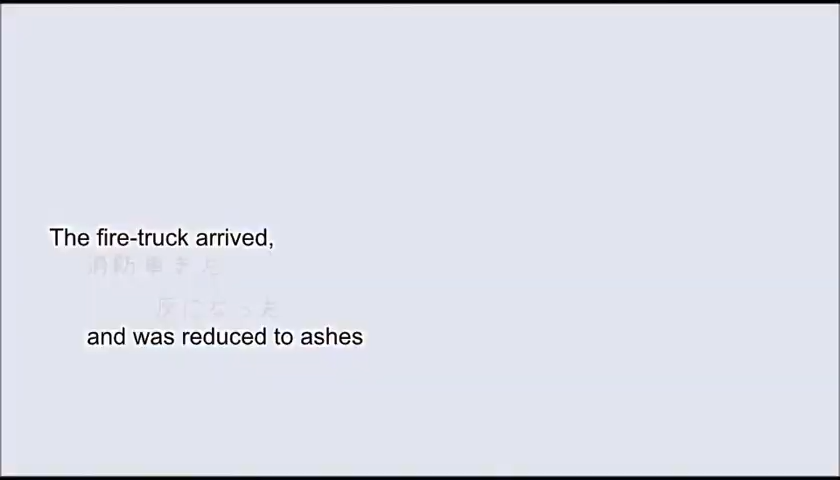 The fire-truck arrived,
消防車きた
灰になった
and was reduced to ashes